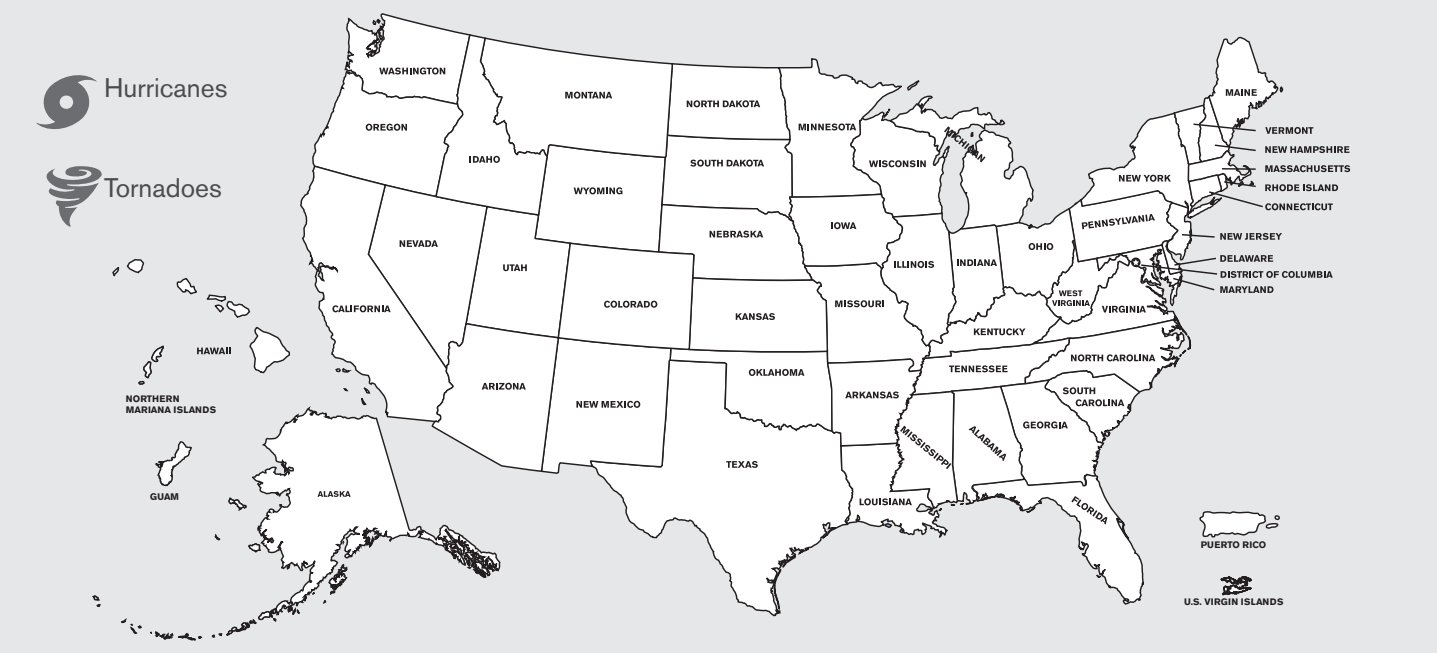 Hurricanes
Tornadoes
WASHINGTON
OREGON
IDAHO
MONTANA
NORTH DAKOTA
MINNESOTA
SOUTH DAKOTA
WYOMING
WISCONSIN
MICHIGAN
MAINE
VERMONT
NEW HAMPSHIRE
MASSACHUSETTS
RHODE ISLAND
CONNECTICUT
NEW YORK
PENNSYLVANIA
NEW JERSEY
DELAWARE
DISTRICT OF COLUMBIA
MARYLAND
NEVADA
UTAH
CALIFORNIA
COLORADO
NEBRASKA
IOWA
KANSAS
MISSOURI
ILLINOIS
INDIANA
OHIO
WEST
VIRGINIA
VIRGINIA
KENTUCKY
NORTH CAROLINA
TENNESSEE
SOUTH
CAROLINA
ARIZONA
NEW MEXICO
OKLAHOMA
ARKANSAS
TEXAS
LOUISIANA
MISSISSIPPI
ALABAMA
GEORGIA
FLORIDA
HAWAII
NORTHERN
MARIANA ISLANDS
GUAM
ALASKA
PUERTO RICO
U.S. VIRGIN ISLANDS